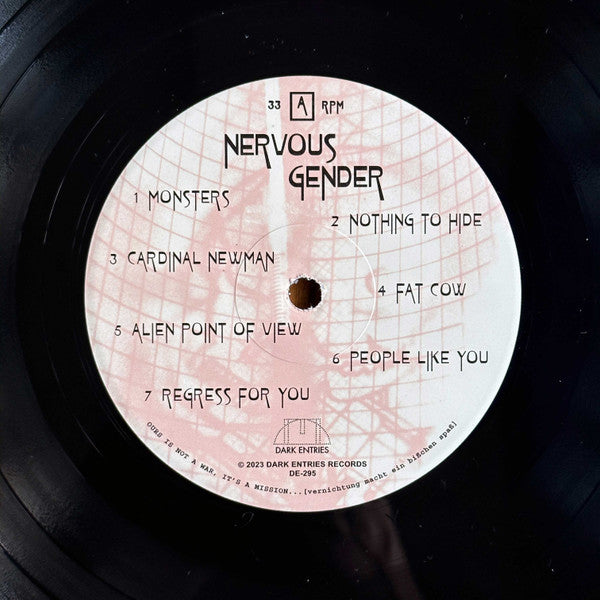 33 A RPM
NERVOUS
GENDER
1 MONSTERS
2 NOTHING TO HIDE
3 CARDINAL NEWMAN
4 FAT COW
5 ALIEN POINT OF VIEW
6 PEOPLE LIKE YOU
7 REGRESS FOR YOU
DARK ENTRIES
© 2023 DARK ENTRIES RECORDS
DE-295
OURS IS NOT A WAR, IT'S A MISSION...[vernichtung macht ein bißchen spaß]